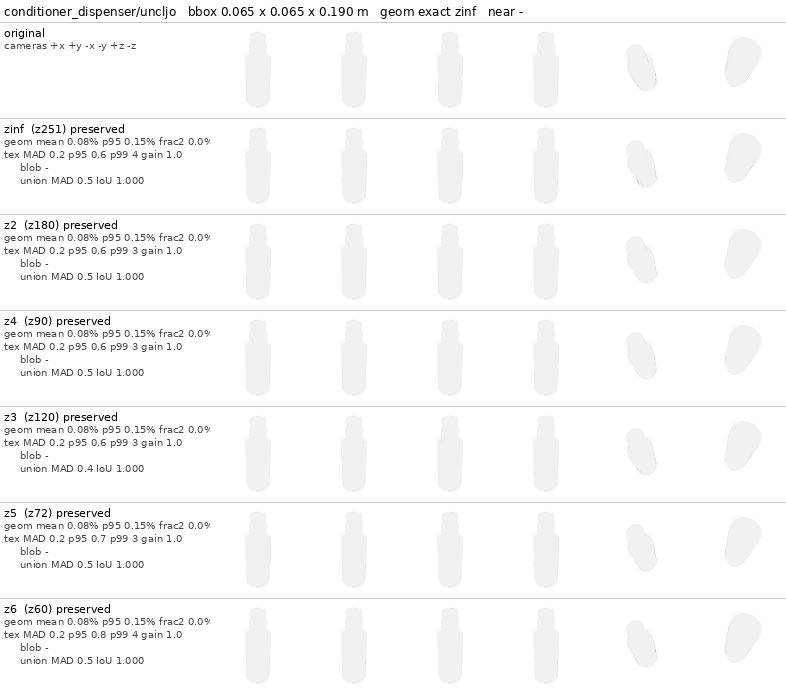 conditioner_dispenser/uncljo bbox 0.065 x 0.065 x 0.190 m geom exact zinf near -
original
cameras +x +y -x -y +z -z
zinf (z251) preserved
geom mean 0.08% p95 0.15% frac2 0.0%
tex MAD 0.2 p95 0.6 p99 4 gain 1.0
blob -
union MAD 0.5 IoU 1.000
z2 (z180) preserved
geom mean 0.08% p95 0.15% frac2 0.0%
tex MAD 0.2 p95 0.6 p99 3 gain 1.0
blob -
union MAD 0.5 IoU 1.000
z4 (z90) preserved
geom mean 0.08% p95 0.15% frac2 0.0%
tex MAD 0.2 p95 0.6 p99 3 gain 1.0
blob -
union MAD 0.5 IoU 1.000
z3 (z120) preserved
geom mean 0.08% p95 0.15% frac2 0.0%
tex MAD 0.2 p95 0.6 p99 3 gain 1.0
blob -
union MAD 0.4 IoU 1.000
z5 (z72) preserved
geom mean 0.08% p95 0.15% frac2 0.0%
tex MAD 0.2 p95 0.7 p99 3 gain 1.0
blob -
union MAD 0.5 IoU 1.000
z6 (z60) preserved
geom mean 0.08% p95 0.15% frac2 0.0%
tex MAD 0.2 p95 0.8 p99 4 gain 1.0
blob -
union MAD 0.5 IoU 1.000